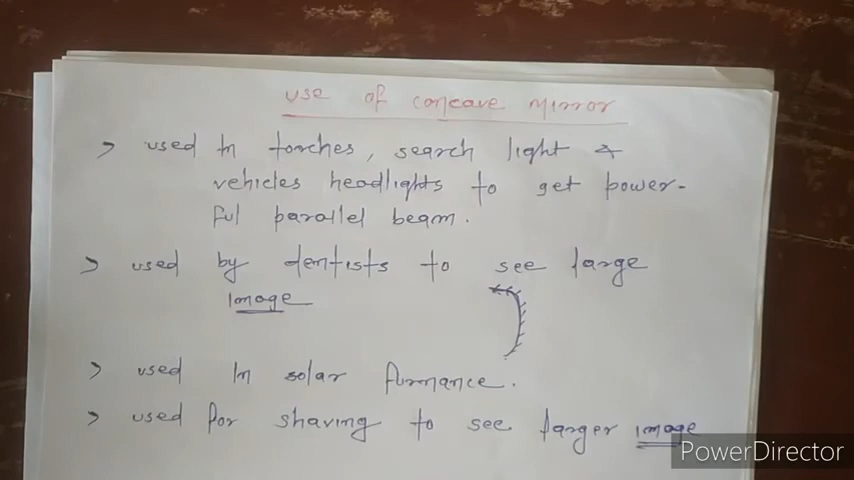 use of concave mirror
> used in torches, search light &
vehicles headlights to get power-
ful parallel beam.
> used by dentists to see large
image
> used in solar furnance.
> used for shaving to see larger image
PowerDirector